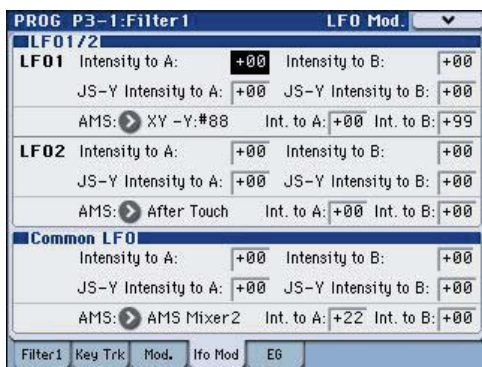 PROG P3-1:Filter1 LFO Mod.
LFO1/2
LFO1 Intensity to A: +00 Intensity to B: +00
JS-Y Intensity to A: +00 JS-Y Intensity to B: +00
AMS: XY -Y:#88 Int. to A: +00 Int. to B: +99
LFO2 Intensity to A: +00 Intensity to B: +00
JS-Y Intensity to A: +00 JS-Y Intensity to B: +00
AMS: After Touch Int. to A: +00 Int. to B: +00
Common LFO
Intensity to A: +00 Intensity to B: +00
JS-Y Intensity to A: +00 JS-Y Intensity to B: +00
AMS: AMS Mixer2 Int. to A: +22 Int. to B: +00
Filter1 Key Trk Mod. lfo Mod EG